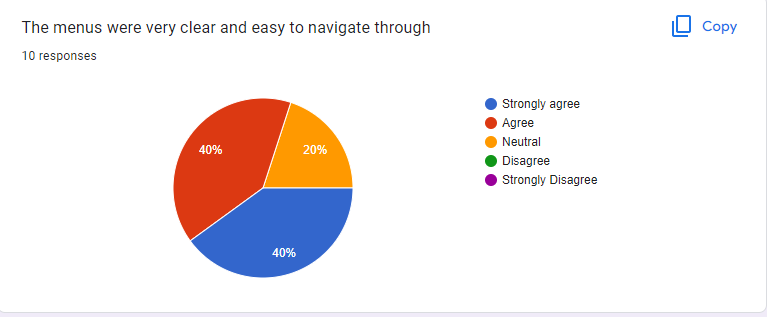 The menus were very clear and easy to navigate through
Copy
10 responses
Strongly agree
Agree
Neutral
Disagree
Strongly Disagree
40%
20%
40%